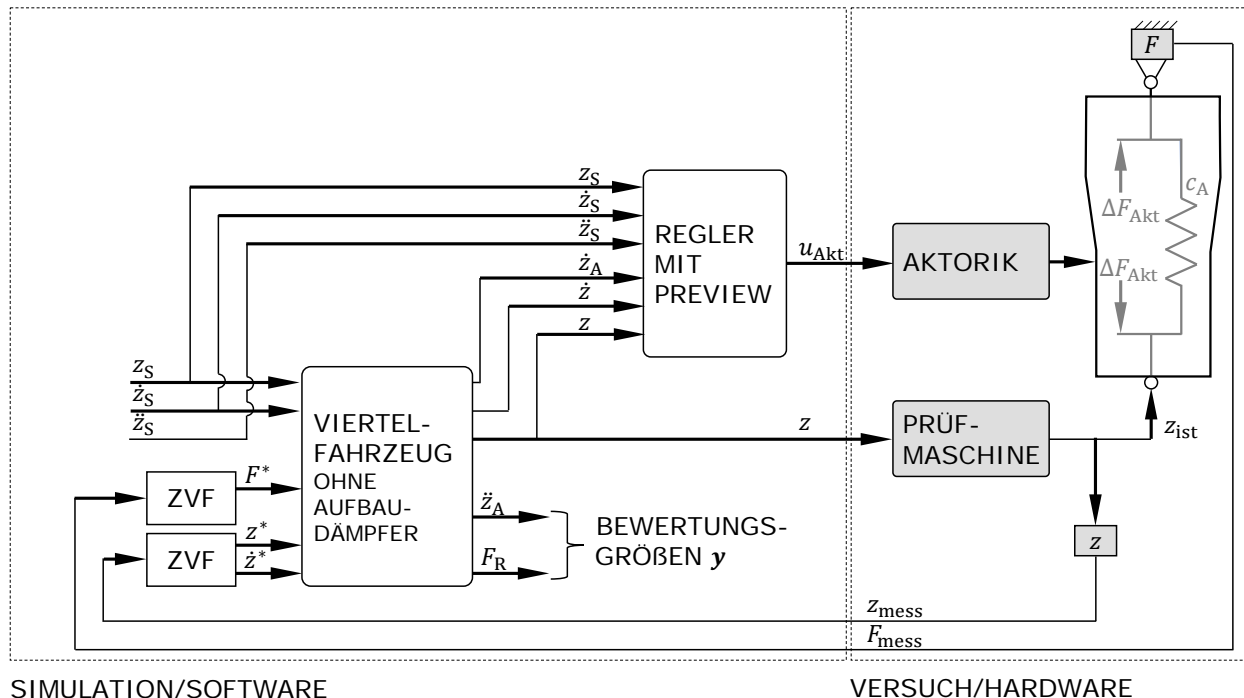 F
z_S
ż_S
z̈_S
ż_A
ż
z
REGLER
MIT
PREVIEW
u_Akt
AKTORIK
ΔF_Akt
c_A
ΔF_Akt
z_S
ż_S
z̈_S
VIERTEL-
FAHRZEUG
OHNE
AUFBAU-
DÄMPFER
z
PRÜF-
MASCHINE
z_ist
ZVF
F*
ZVF
z*
ż*
z̈_A
F_R
BEWERTUNGS-
GRÖßEN y
z
z_mess
F_mess
SIMULATION/SOFTWARE
VERSUCH/HARDWARE